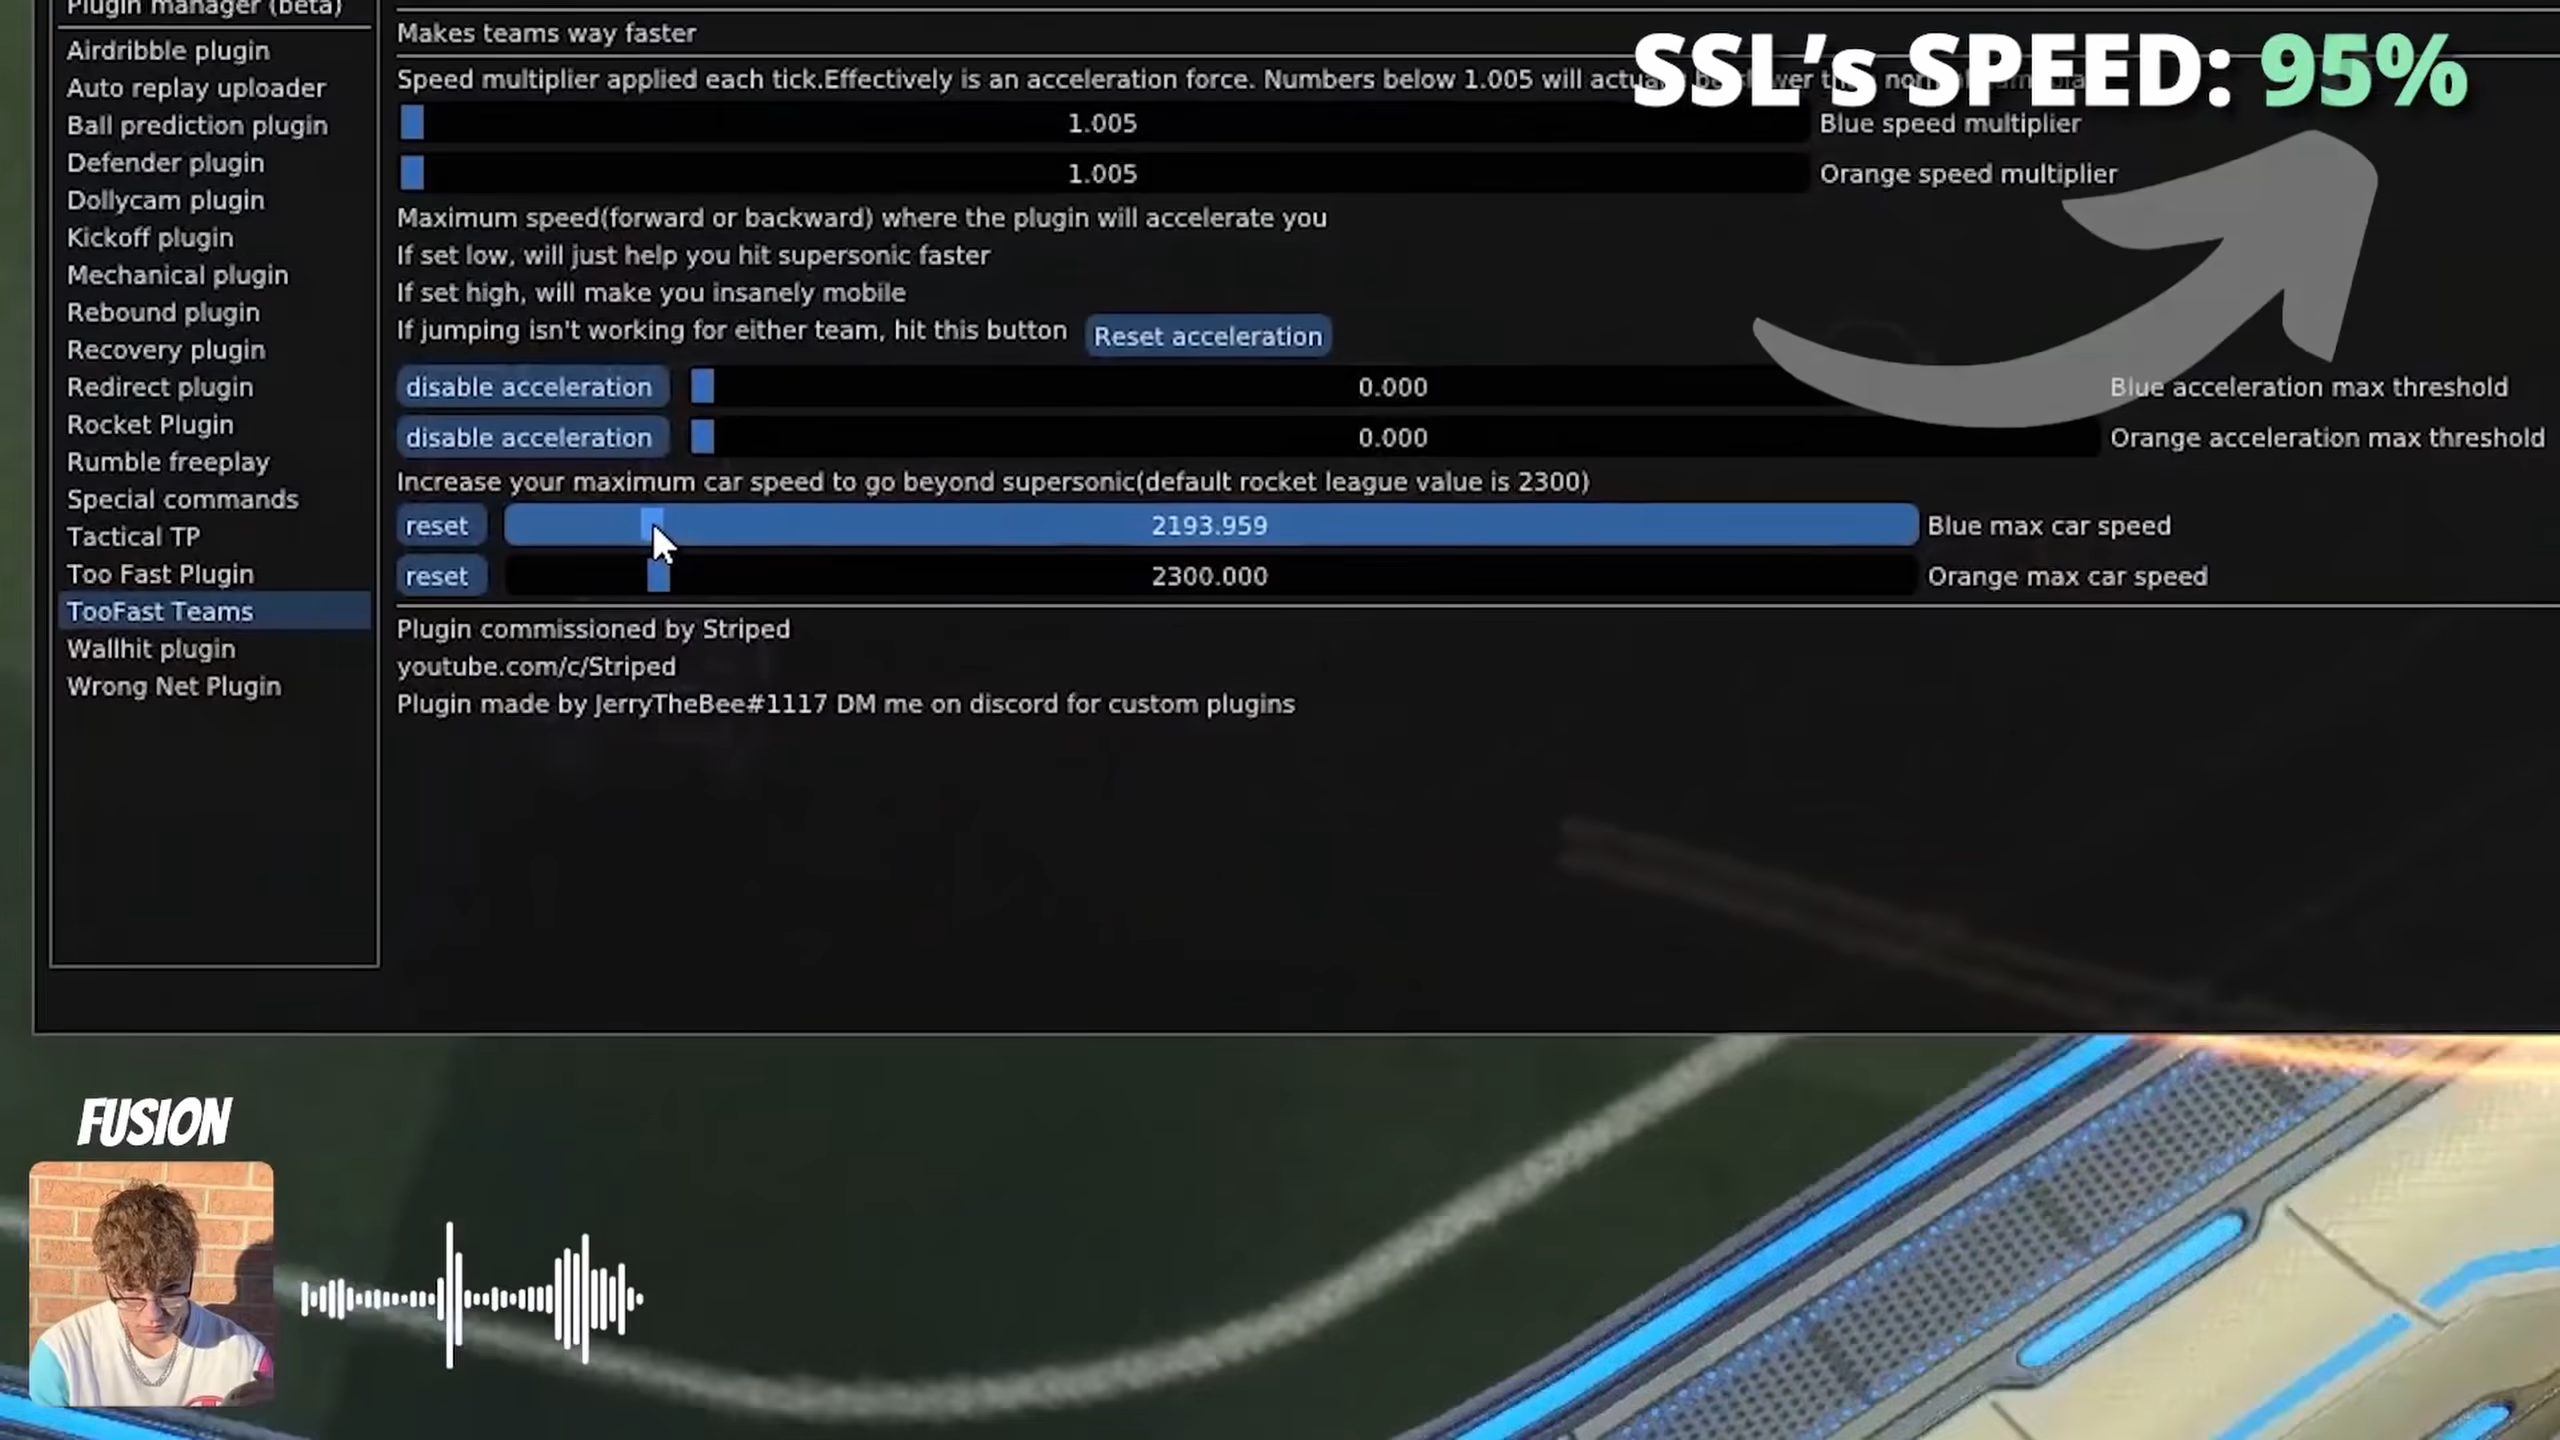 Plugin manager (beta)
Airdribble plugin
Auto replay uploader
Ball prediction plugin
Defender plugin
Dollycam plugin
Kickoff plugin
Mechanical plugin
Rebound plugin
Recovery plugin
Redirect plugin
Rocket Plugin
Rumble freeplay
Special commands
Tactical TP
Too Fast Plugin
TooFast Teams
Wallhit plugin
Wrong Net Plugin
Makes teams way faster
SSL's SPEED: 95%
Speed multiplier applied each tick.Effectively is an acceleration force. Numbers below 1.005 will
1.005 Blue speed multiplier
1.005 Orange speed multiplier
Maximum speed(forward or backward) where the plugin will accelerate you
If set low, will just help you hit supersonic faster
If set high, will make you insanely mobile
If jumping isn't working for either team, hit this button Reset acceleration
disable acceleration 0.000 Blue acceleration max threshold
disable acceleration 0.000 Orange acceleration max threshold
Increase your maximum car speed to go beyond supersonic(default rocket league value is 2300)
reset 2193.959 Blue max car speed
reset 2300.000 Orange max car speed
Plugin commissioned by Striped
youtube.com/c/Striped
Plugin made by JerryTheBee#1117 DM me on discord for custom plugins
FUSION